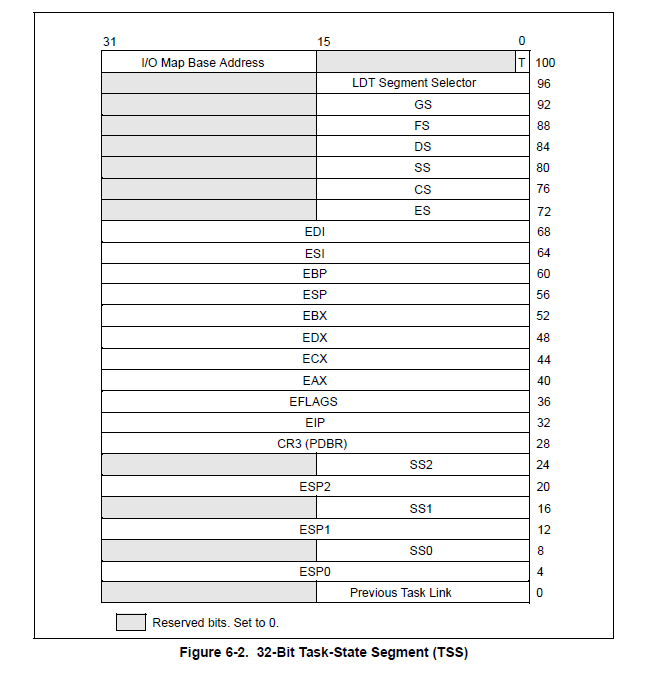 31 15 0
I/O Map Base Address T 100
LDT Segment Selector 96
GS 92
FS 88
DS 84
SS 80
CS 76
ES 72
EDI 68
ESI 64
EBP 60
ESP 56
EBX 52
EDX 48
ECX 44
EAX 40
EFLAGS 36
EIP 32
CR3 (PDBR) 28
SS2 24
ESP2 20
SS1 16
ESP1 12
SS0 8
ESP0 4
Previous Task Link 0
Reserved bits. Set to 0.
Figure 6-2. 32-Bit Task-State Segment (TSS)